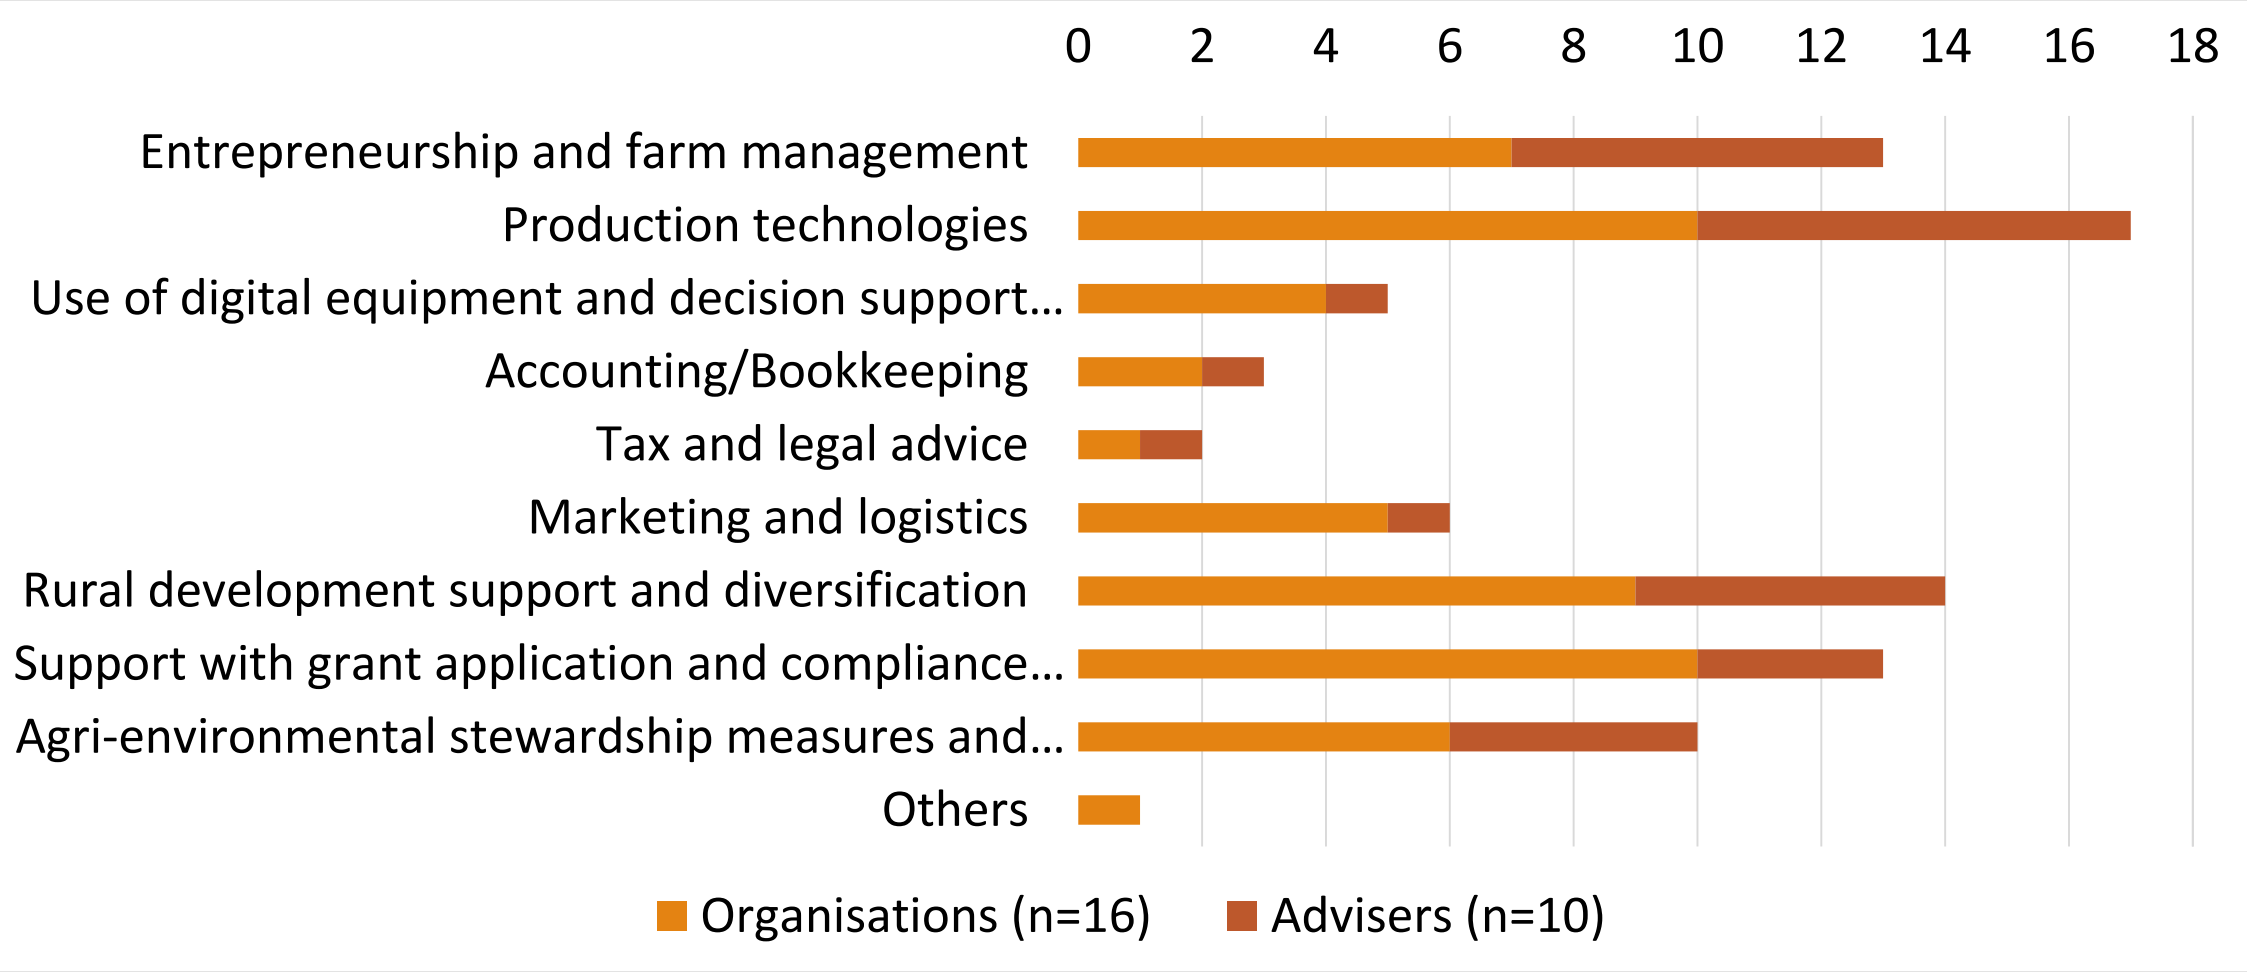 0 2 4 6 8 10 12 14 16 18
Entrepreneurship and farm management
Production technologies
Use of digital equipment and decision support...
Accounting/Bookkeeping
Tax and legal advice
Marketing and logistics
Rural development support and diversification
Support with grant application and compliance...
Agri-environmental stewardship measures and...
Others
Organisations (n=16) Advisers (n=10)